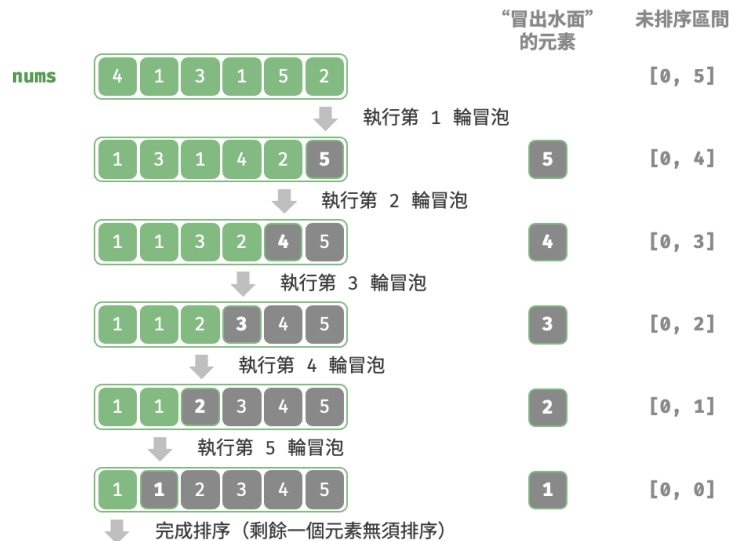 “冒出水面” 未排序區間
的元素
nums 4 1 3 1 5 2 [0, 5]
執行第 1 輪冒泡
1 3 1 4 2 5 5 [0, 4]
執行第 2 輪冒泡
1 1 3 2 4 5 4 [0, 3]
執行第 3 輪冒泡
1 1 2 3 4 5 3 [0, 2]
執行第 4 輪冒泡
1 1 2 3 4 5 2 [0, 1]
執行第 5 輪冒泡
1 1 2 3 4 5 1 [0, 0]
完成排序（剩餘一個元素無須排序）